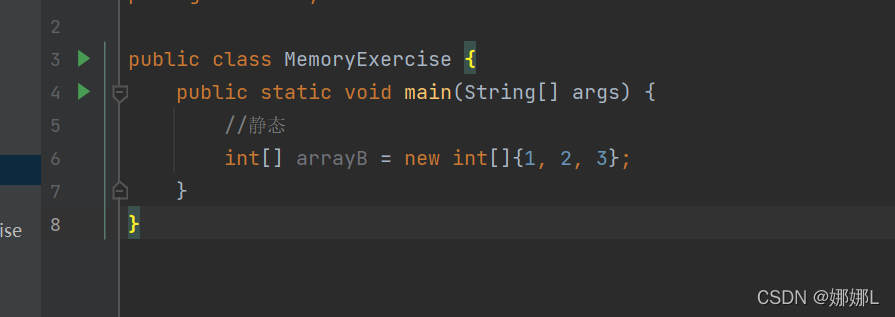 2
3 public class MemoryExercise {
4 public static void main(String[] args) {
5 //静态
6 int[] arrayB = new int[]{1, 2, 3};
7 }
8 }
ise
CSDN @娜娜L